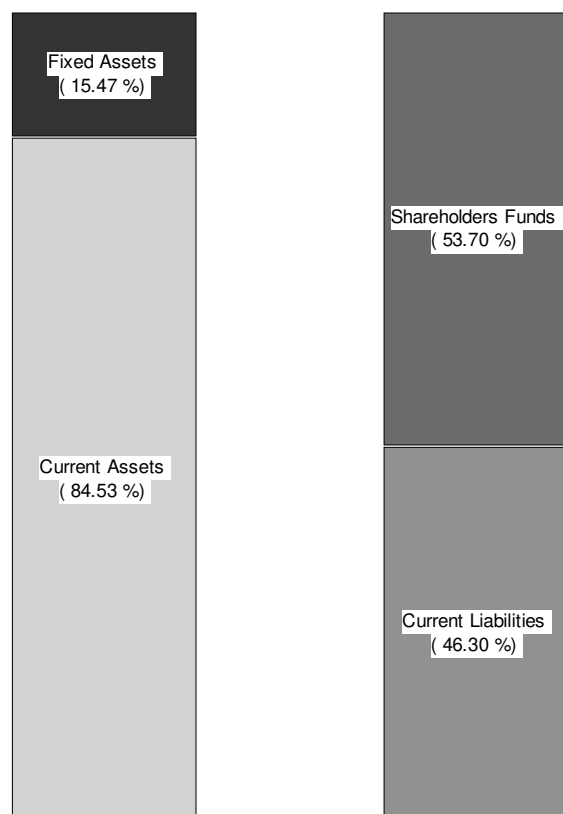 Fixed Assets
( 15.47 %)
Current Assets
( 84.53 %)
Shareholders Funds
( 53.70 %)
Current Liabilities
( 46.30 %)